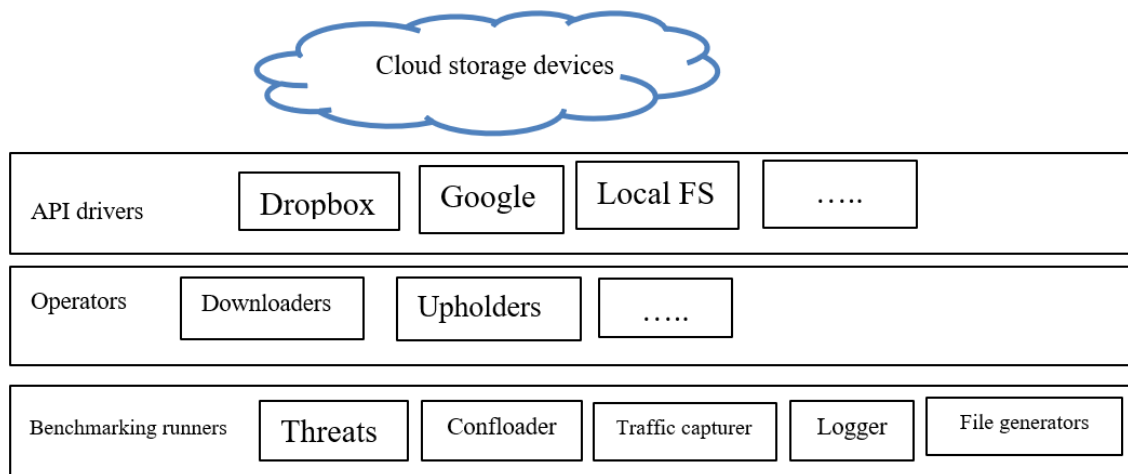 Cloud storage devices
API drivers
Dropbox
Google
Local FS
…..
Operators
Downloaders
Upholders
…..
Benchmarking runners
Threats
Confloader
Traffic capturer
Logger
File generators